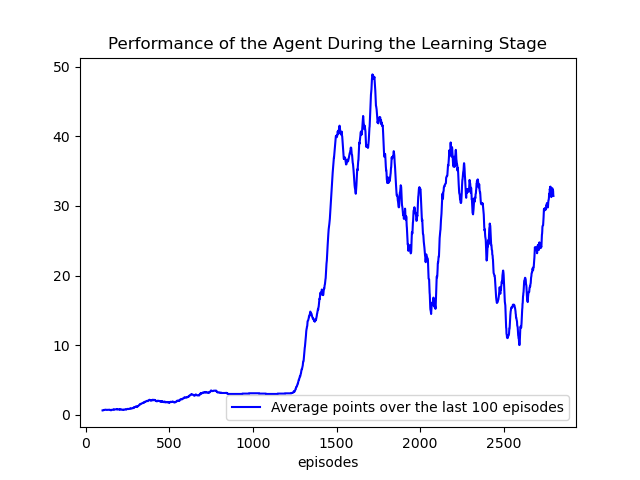 Performance of the Agent During the Learning Stage
50
40
30
20
10
0
Average points over the last 100 episodes
0 500 1000 1500 2000 2500
episodes